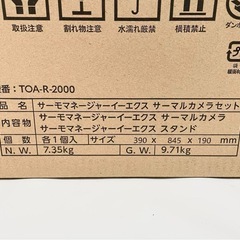 取扱注意 割れ物注意 水濡れ厳禁 横積禁止
番: TOA-R-2000
品名 サーモマネージャーイーエクス サーマルカメラセット
内容物 サーモマネージャーイーエクス サーマルカメラ
サーモマネージャーイーエクス スタンド
個数 各1個入 サイズ 390 × 845 × 190 mm
N.W. 7.35kg G.W. 9.71kg